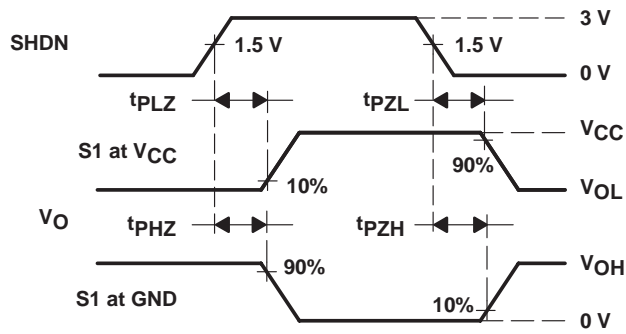 3 V
SHDN
1.5 V
1.5 V
0 V
tPLZ
tPZL
VCC
S1 at VCC
90%
10%
VOL
VO
tPHZ
tPZH
90%
VOH
S1 at GND
10%
0 V